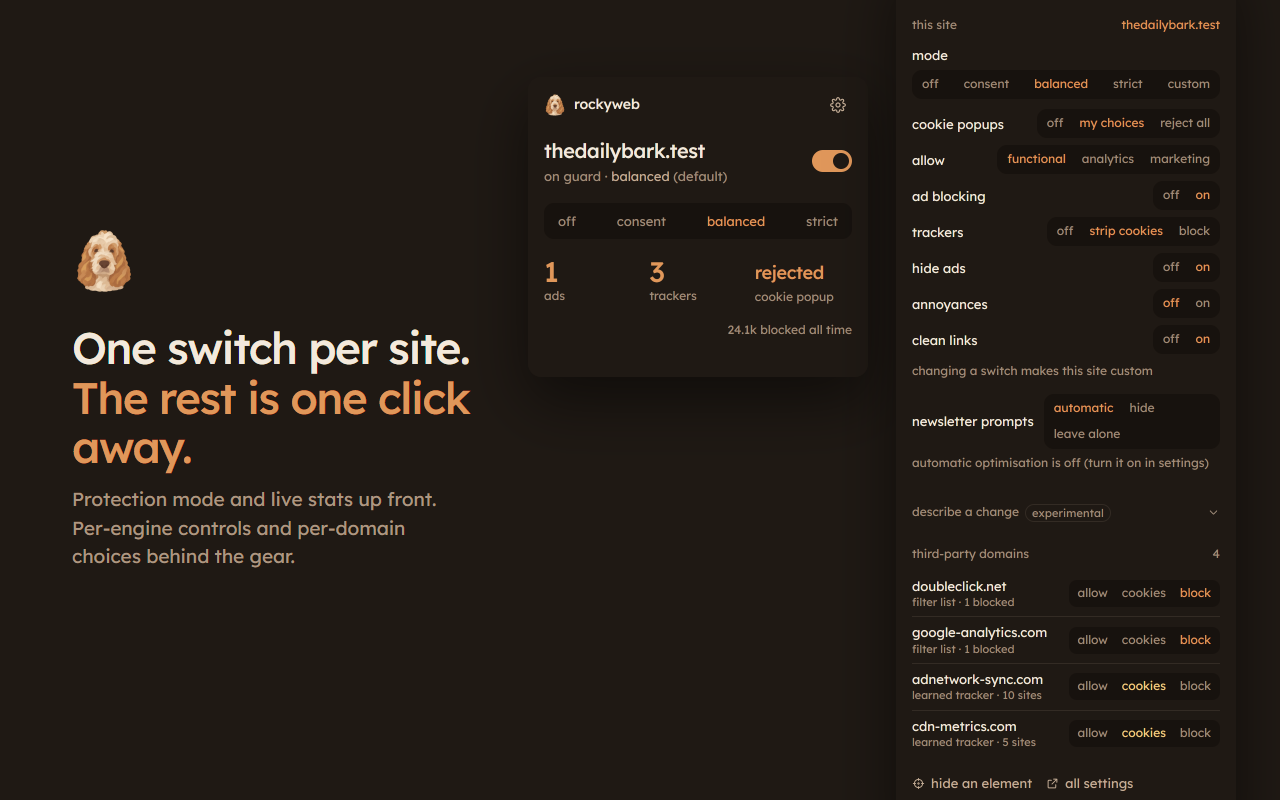 One switch per site.
The rest is one click
away.
Protection mode and live stats up front.
Per-engine controls and per-domain
choices behind the gear.
rockyweb
thedailybark.test
on guard · balanced (default)
off consent balanced strict
1 3 rejected
ads trackers cookie popup
24.1k blocked all time
this site thedailybark.test
mode
off consent balanced strict custom
cookie popups off my choices reject all
allow functional analytics marketing
ad blocking off on
trackers off strip cookies block
hide ads off on
annoyances off on
clean links off on
changing a switch makes this site custom
newsletter prompts automatic hide
leave alone
automatic optimisation is off (turn it on in settings)
describe a change experimental
third-party domains 4
doubleclick.net allow cookies block
filter list · 1 blocked
google-analytics.com allow cookies block
filter list · 1 blocked
adnetwork-sync.com allow cookies block
learned tracker · 10 sites
cdn-metrics.com allow cookies block
learned tracker · 5 sites
hide an element all settings